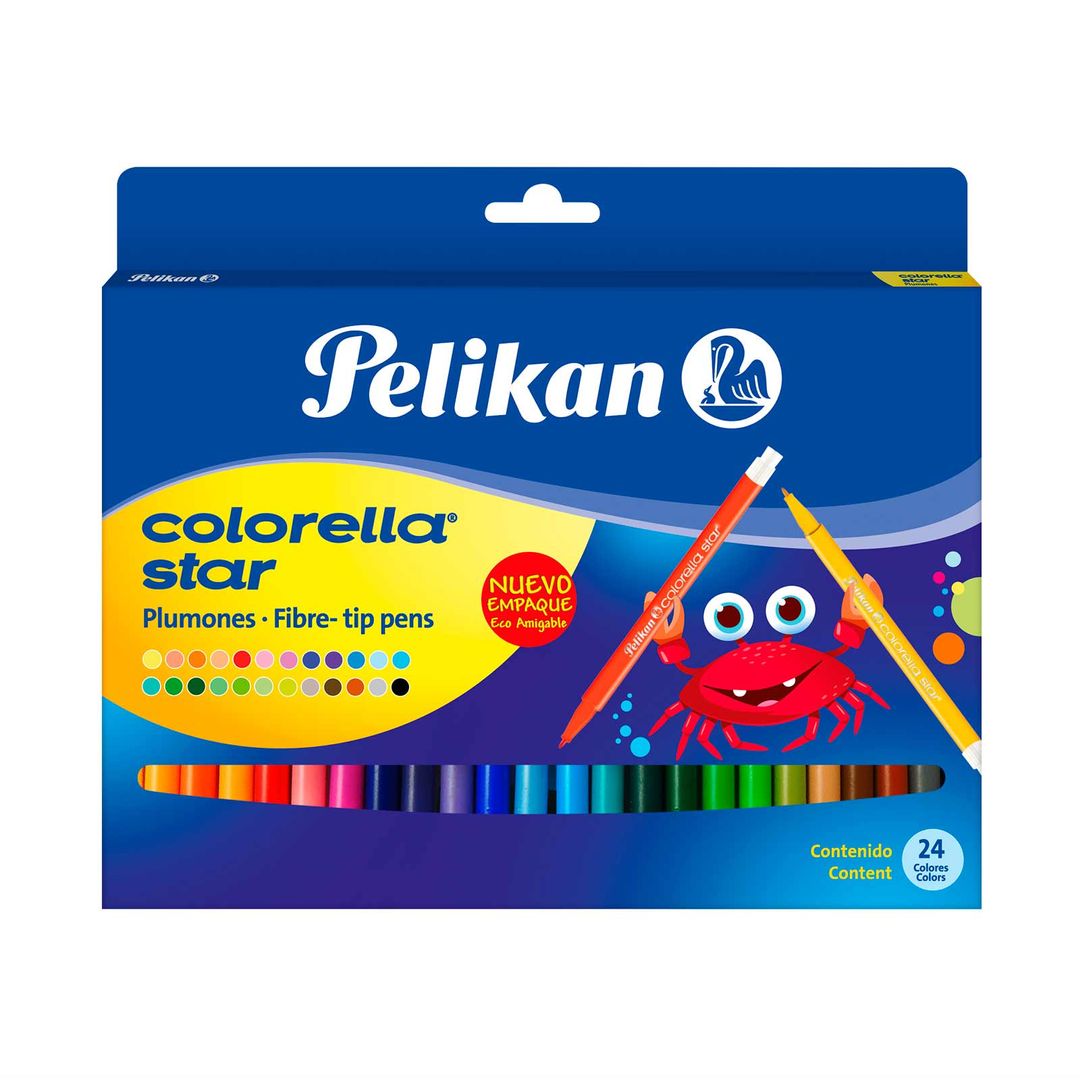 Pelikan
colorella
star
Plumones
Pelikan
colorella®
star
Plumones · Fibre- tip pens
NUEVO
EMPAQUE
Eco Amigable
Pelikan colorella star
Pelikan colorella star
Contenido
Content
24
Colores
Colors